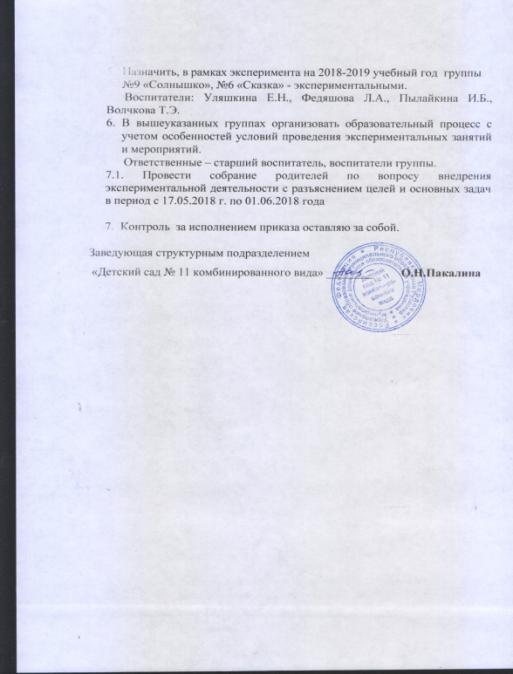 Назначить, в рамках эксперимента на 2018-2019 учебный год группы
№9 «Солнышко», №6 «Сказка» - экспериментальными.
Воспитатели: Уляшкина Е.Н., Федяшова Л.А., Пылайкина И.Б.,
Волчкова Т.Э.
6. В вышеуказанных группах организовать образовательный процесс с
учетом особенностей условий проведения экспериментальных занятий
и мероприятий.
Ответственные – старший воспитатель, воспитатели группы.
7.1. Провести собрание родителей по вопросу внедрения
экспериментальной деятельности с разъяснением целей и основных задач
в период с 17.05.2018 г. по 01.06.2018 года
7. Контроль за исполнением приказа оставляю за собой.
Заведующая структурным подразделением
«Детский сад № 11 комбинированного вида» О.Н.Пакалина